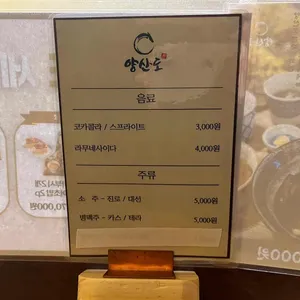 양산도
음료
코카콜라 / 스프라이트 3,000원
라무네사이다 4,000원
주류
소 주 - 진로 / 대선 5,000원
병맥주 - 카스 / 테라 5,000원